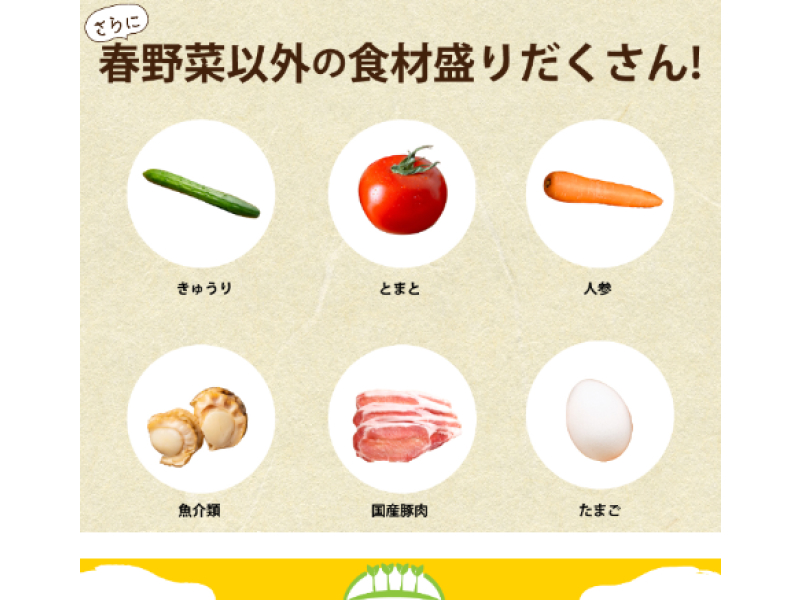 さらに
春野菜以外の食材盛りだくさん!
きゅうり
とまと
人参
魚介類
国産豚肉
たまご